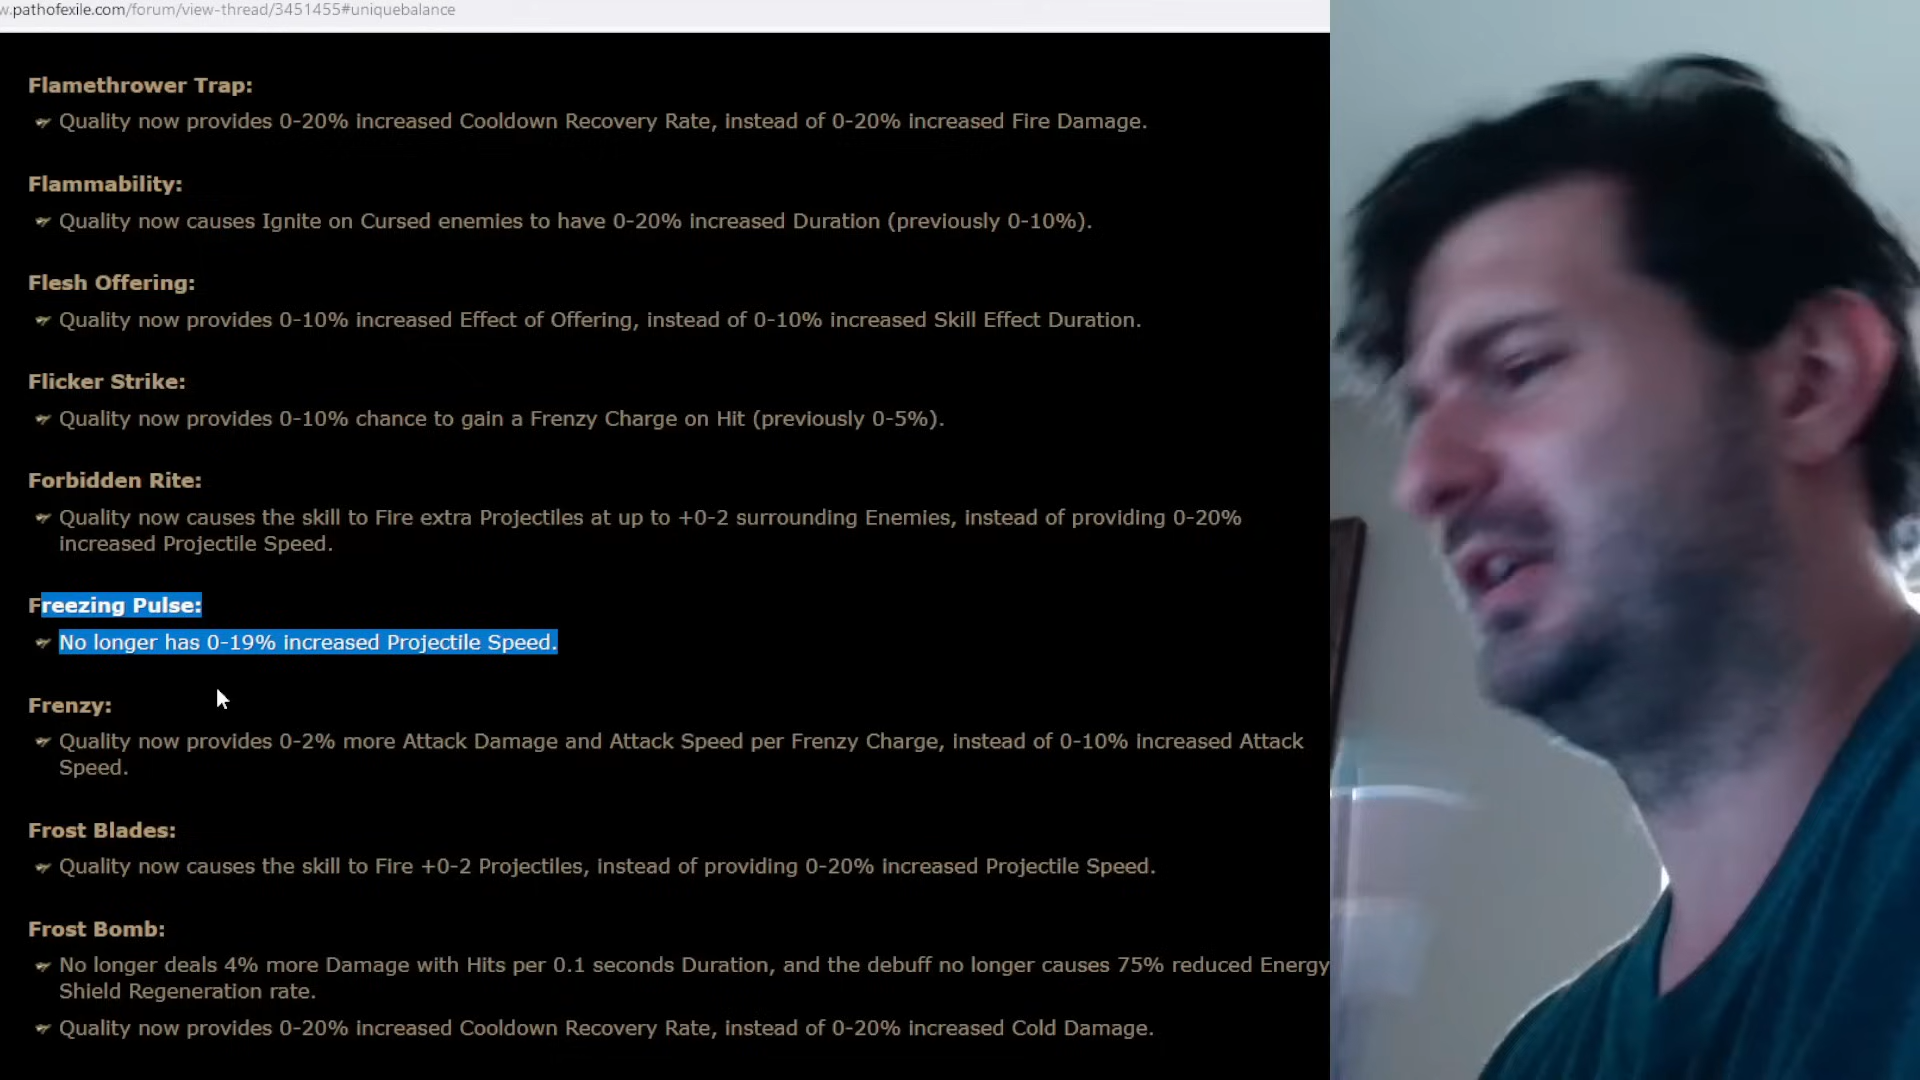 w.pathofexile.com/forum/view-thread/3451455#uniquebalance
Flamethrower Trap:
Quality now provides 0-20% increased Cooldown Recovery Rate, instead of 0-20% increased Fire Damage.
Flammability:
Quality now causes Ignite on Cursed enemies to have 0-20% increased Duration (previously 0-10%).
Flesh Offering:
Quality now provides 0-10% increased Effect of Offering, instead of 0-10% increased Skill Effect Duration.
Flicker Strike:
Quality now provides 0-10% chance to gain a Frenzy Charge on Hit (previously 0-5%).
Forbidden Rite:
Quality now causes the skill to Fire extra Projectiles at up to +0-2 surrounding Enemies, instead of providing 0-20%
increased Projectile Speed.
Freezing Pulse:
No longer has 0-19% increased Projectile Speed.
Frenzy:
Quality now provides 0-2% more Attack Damage and Attack Speed per Frenzy Charge, instead of 0-10% increased Attack
Speed.
Frost Blades:
Quality now causes the skill to Fire +0-2 Projectiles, instead of providing 0-20% increased Projectile Speed.
Frost Bomb:
No longer deals 4% more Damage with Hits per 0.1 seconds Duration, and the debuff no longer causes 75% reduced Energy
Shield Regeneration rate.
Quality now provides 0-20% increased Cooldown Recovery Rate, instead of 0-20% increased Cold Damage.